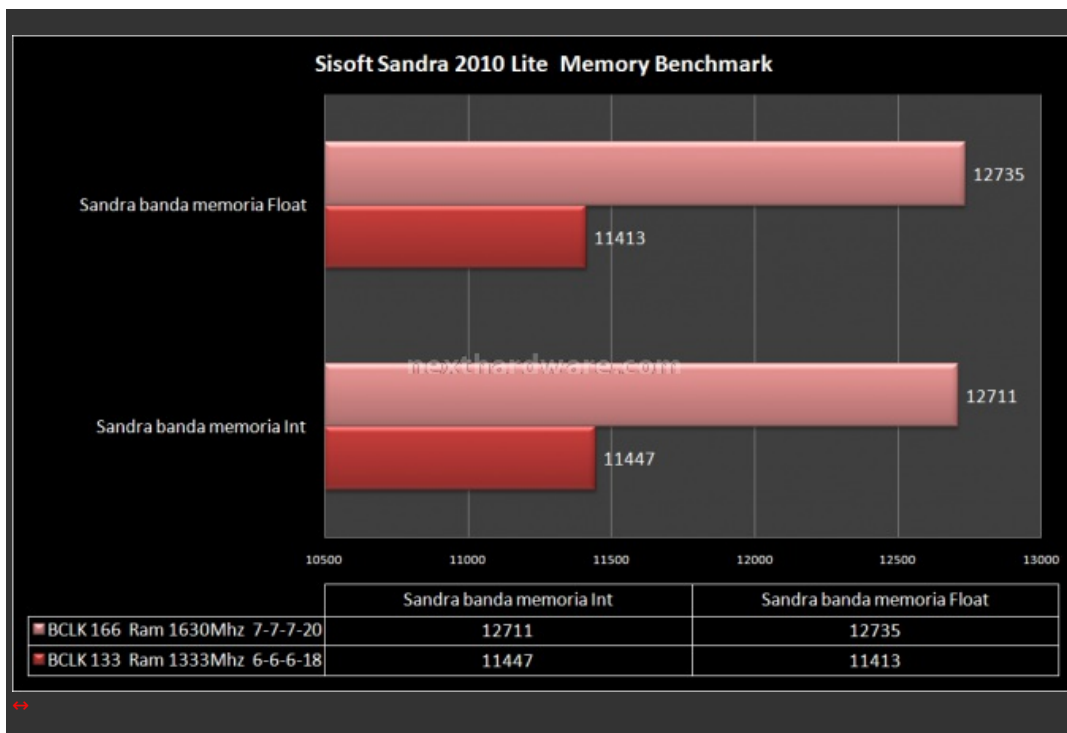 Sisoft Sandra 2010 Lite Memory Benchmark
Sandra banda memoria Float
12735
11413
nexthardware.com
Sandra banda memoria Int
12711
11447
10500 11000 11500 12000 12500 13000
Sandra banda memoria Int Sandra banda memoria Float
BCLK 166 Ram 1630Mhz 7-7-7-20 12711 12735
BCLK 133 Ram 1333Mhz 6-6-6-18 11447 11413